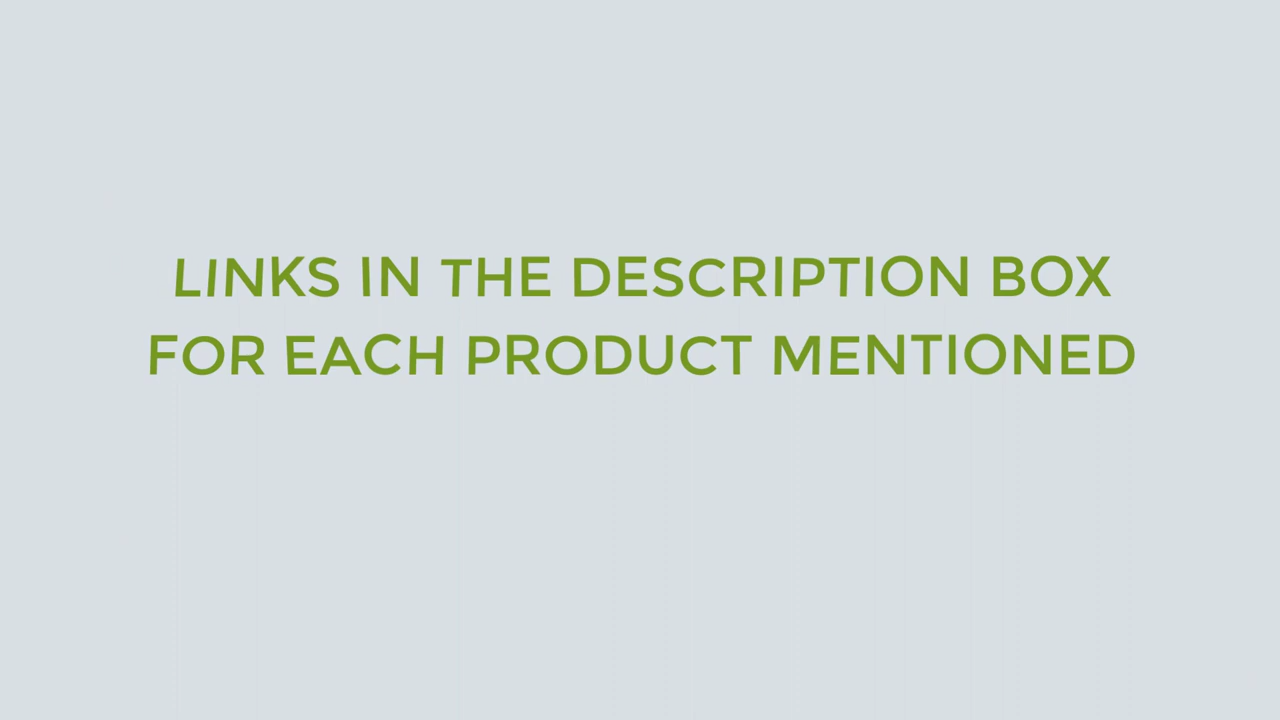 LINKS IN THE DESCRIPTION BOX
FOR EACH PRODUCT MENTIONED